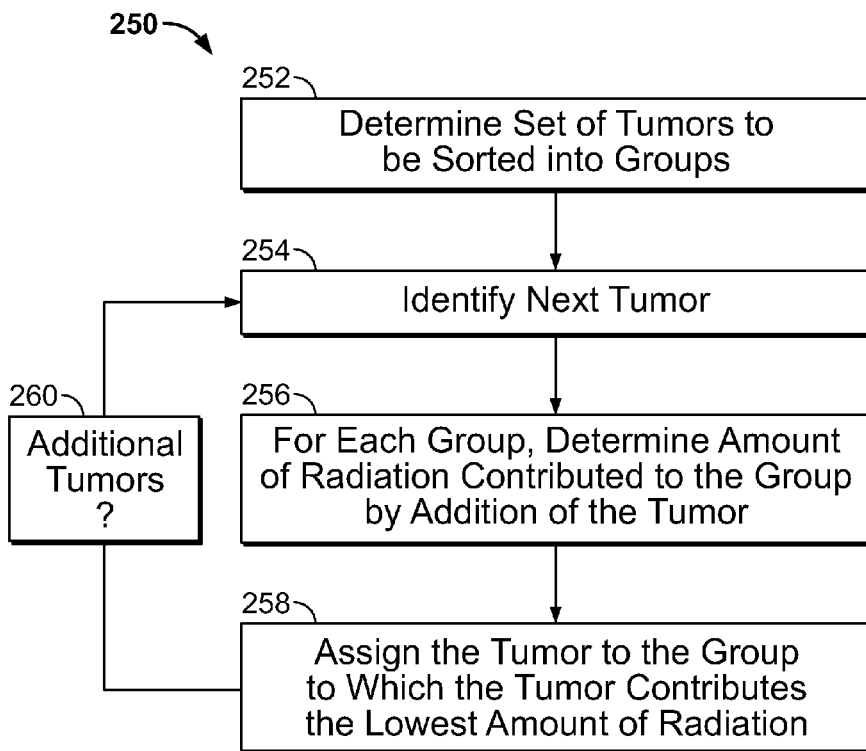 250
252
Determine Set of Tumors to
be Sorted into Groups
254
Identify Next Tumor
256
For Each Group, Determine Amount
of Radiation Contributed to the Group
by Addition of the Tumor
258
Assign the Tumor to the Group
to Which the Tumor Contributes
the Lowest Amount of Radiation
260
Additional
Tumors
?